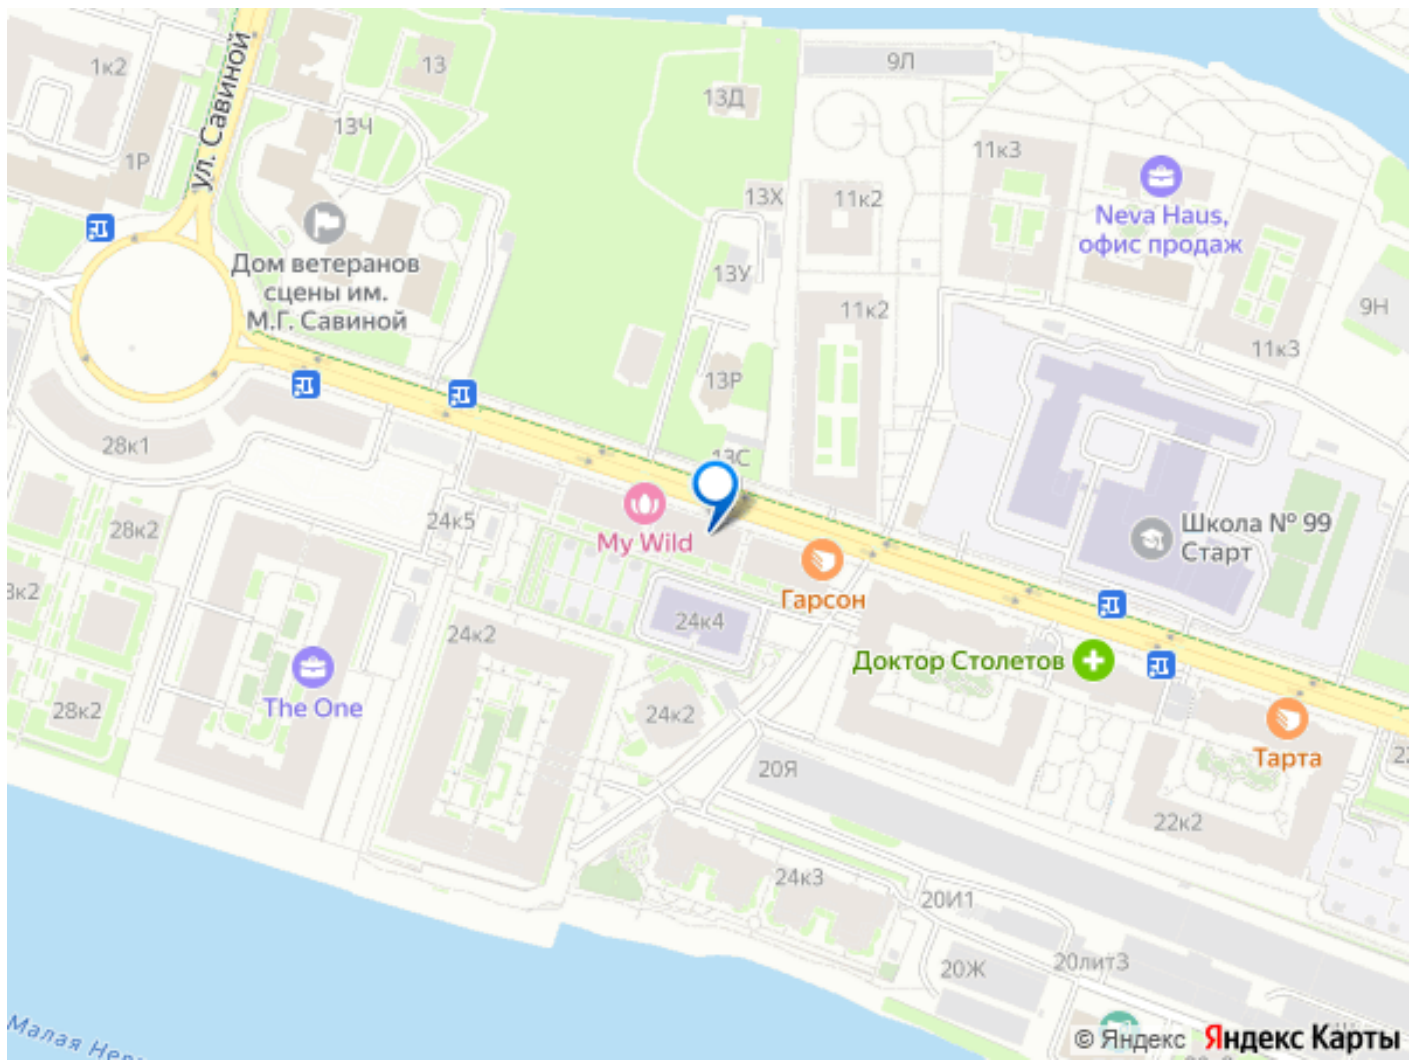 1к2
13
9Л
13Д
ул. Савиной
13Ч
1Р
11к3
13Х
11к2
Neva Haus,
офис продаж
Дом ветеранов
сцены им.
М.Г. Савиной
13У
11к2
9Н
11к3
13Р
28к1
13С
My Wild
24к5
28к2
Школа № 99
Старт
Гарсон
24к4
24к2
Доктор Столетов
The One
28к2
24к2
20Я
Тарта
22к2
24к3
20И1
20Ж
20лит3
Малая
© Яндекс
Яндекс Карты